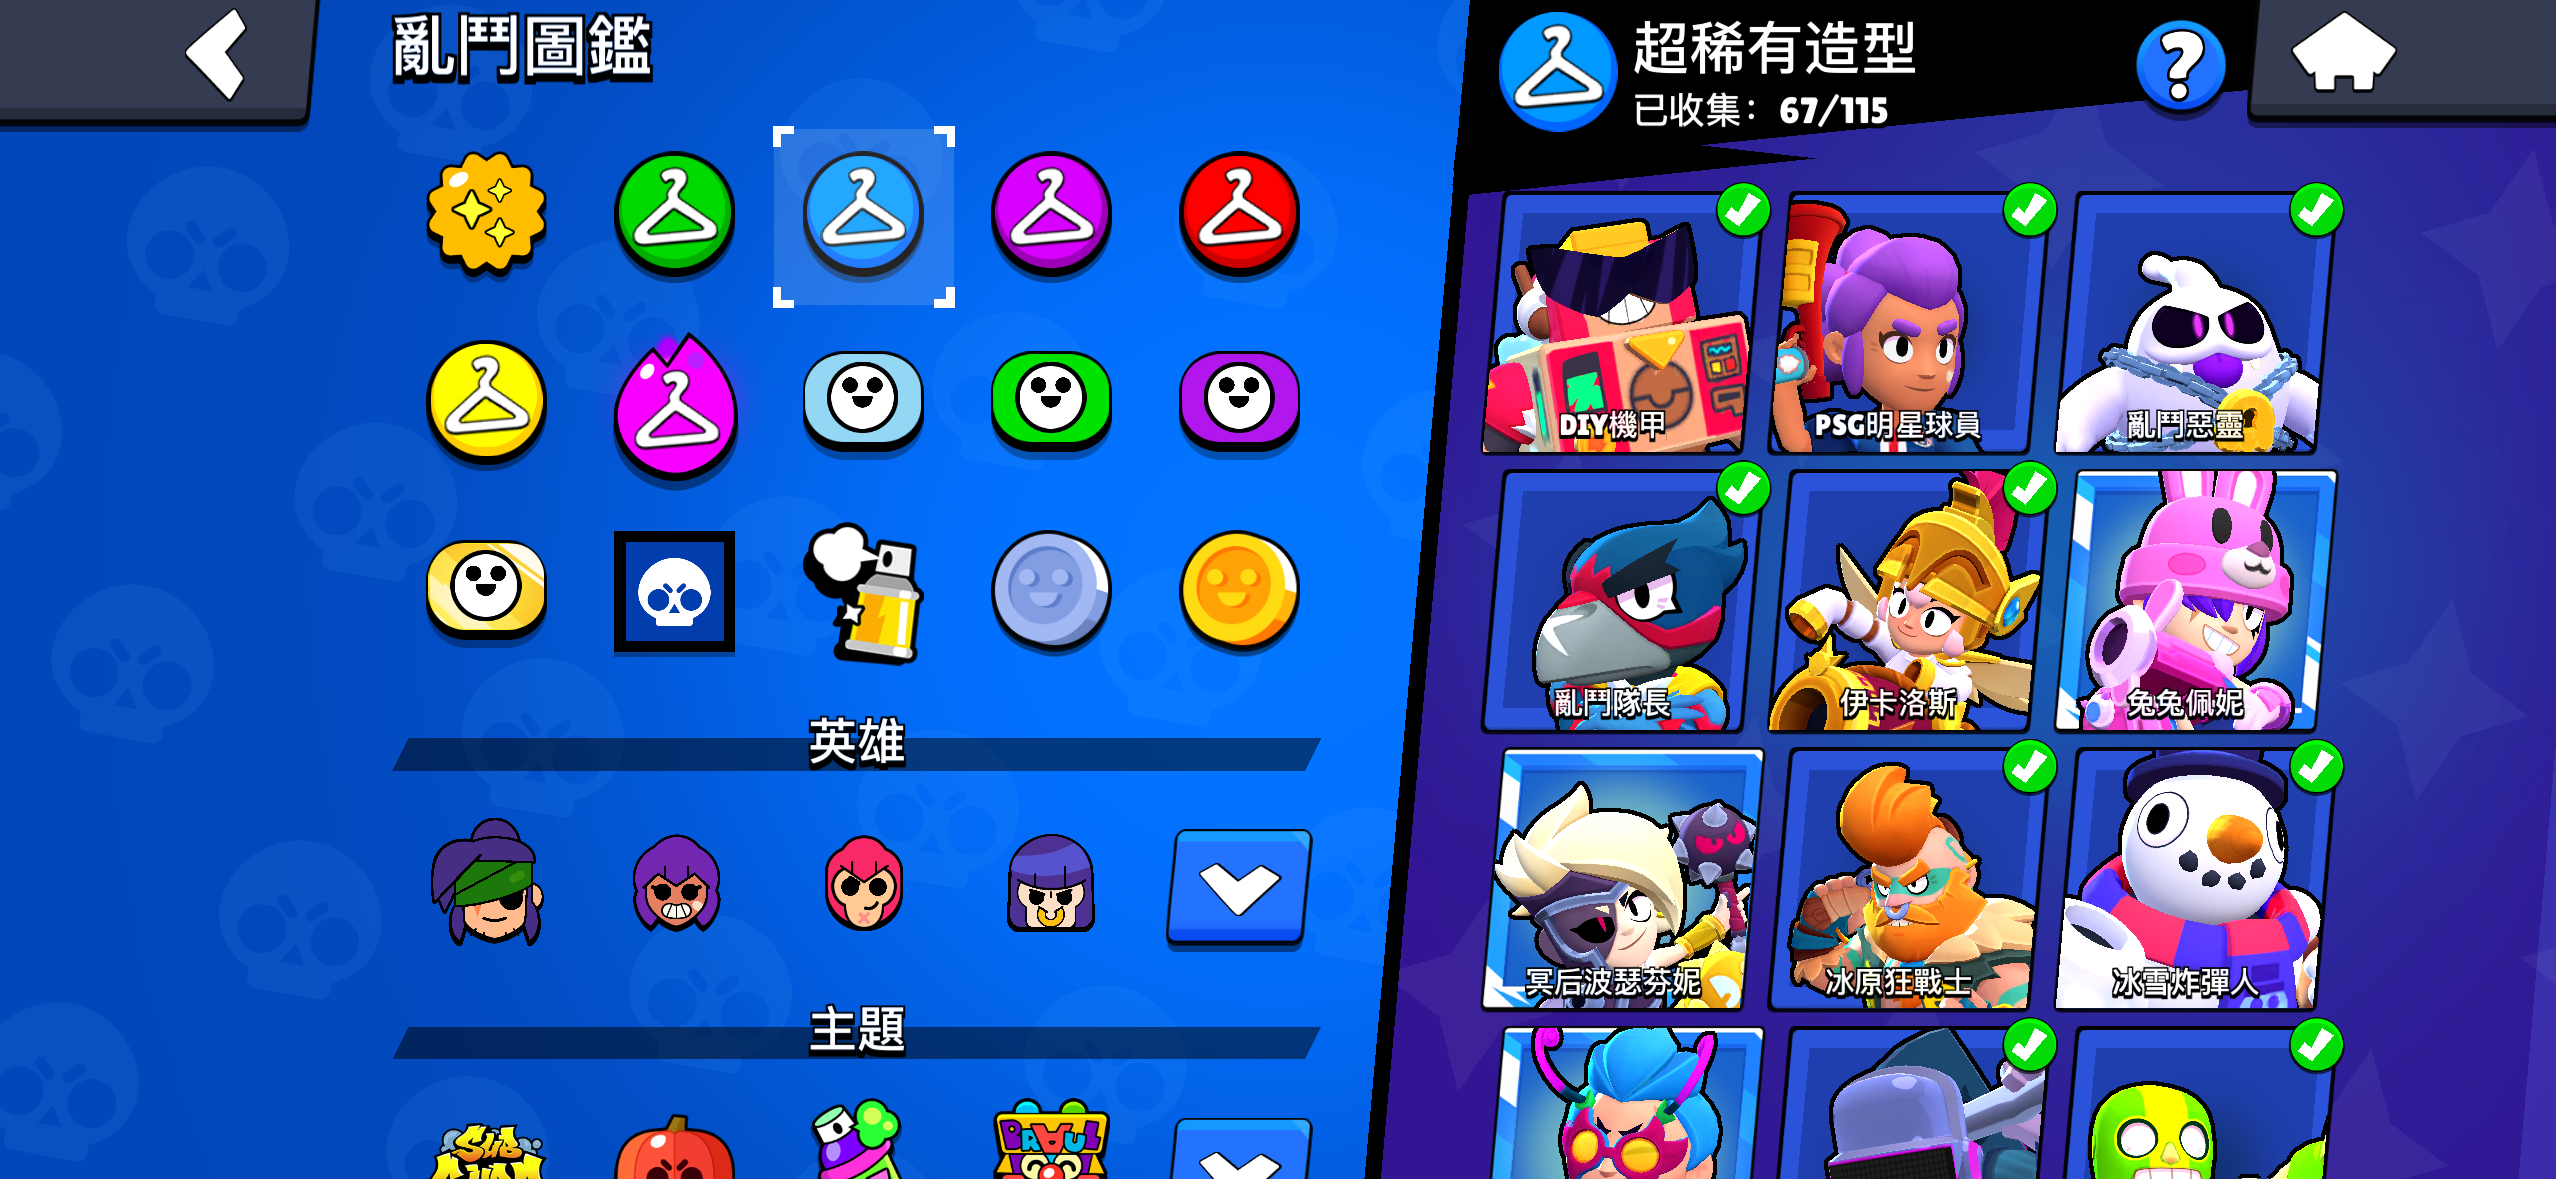 亂鬥圖鑑
超稀有造型
已收集：67/115
DIY機甲
PSG明星球員
亂鬥惡靈
亂鬥隊長
伊卡洛斯
兔兔佩妮
英雄
冥后波瑟芬妮
冰原狂戰士
冰雪炸彈人
主題
SUB
BRAWL